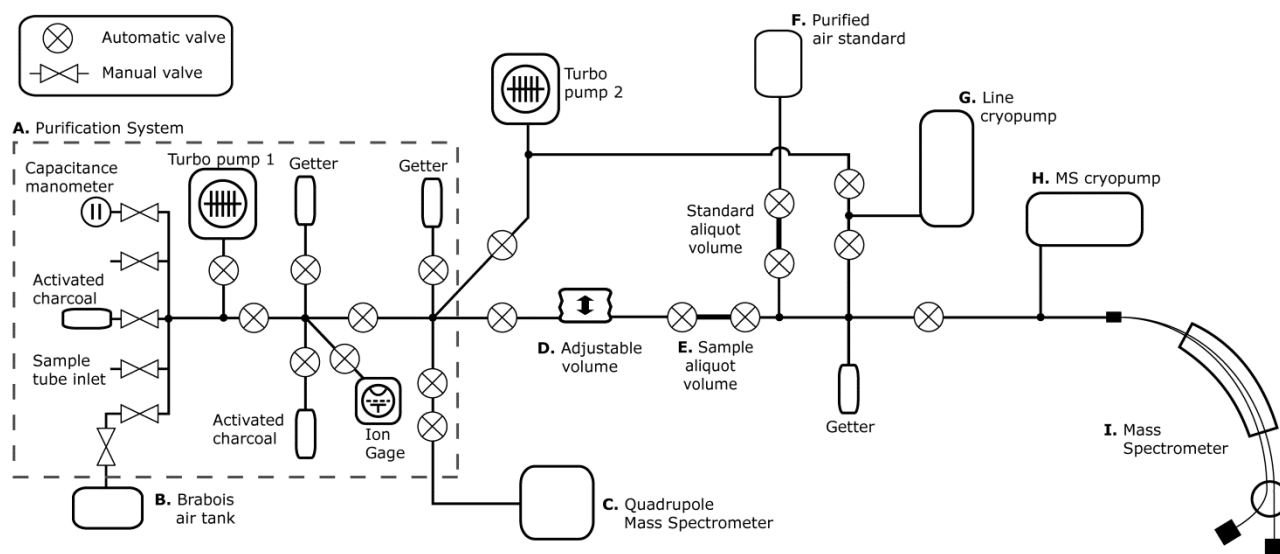 Automatic valve
Manual valve
A. Purification System
Capacitance
manometer
Turbo pump 1
Getter
Getter
Activated
charcoal
Sample
tube inlet
Activated
charcoal
Ion
Gage
B. Brabois
air tank
C. Quadrupole
Mass Spectrometer
Turbo
pump 2
D. Adjustable
volume
E. Sample
aliquot
volume
F. Purified
air standard
Standard
aliquot
volume
G. Line
cryopump
Getter
H. MS cryopump
I. Mass
Spectrometer